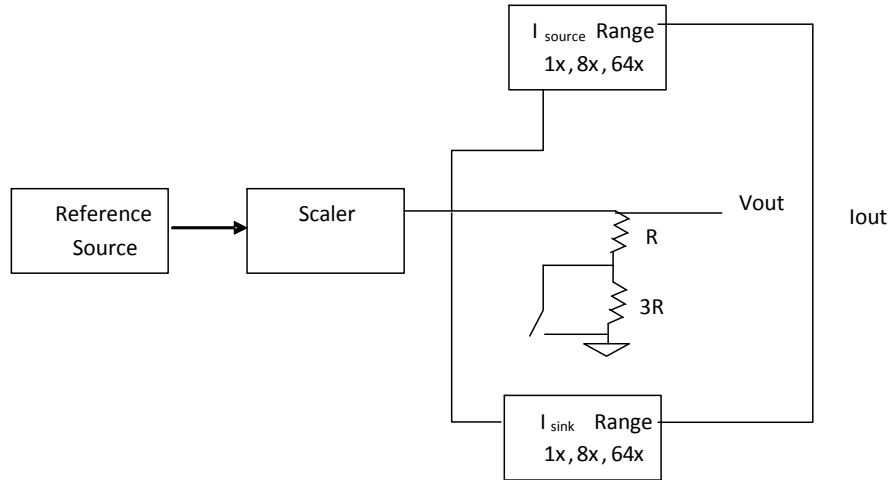 I source Range
1x, 8x, 64x
Reference
Source
Scaler
Vout
Iout
R
3R
I sink Range
1x, 8x, 64x